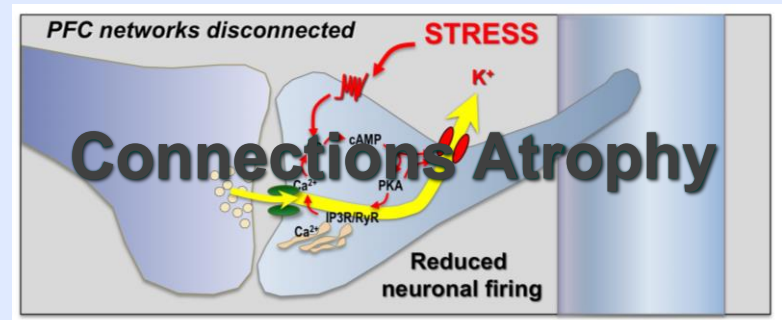 PFC networks disconnected
STRESS
K⁺
cAMP
Connections Atrophy
Ca²⁺
PKA
IP3R/RyR
Ca²⁺
Reduced
neuronal firing